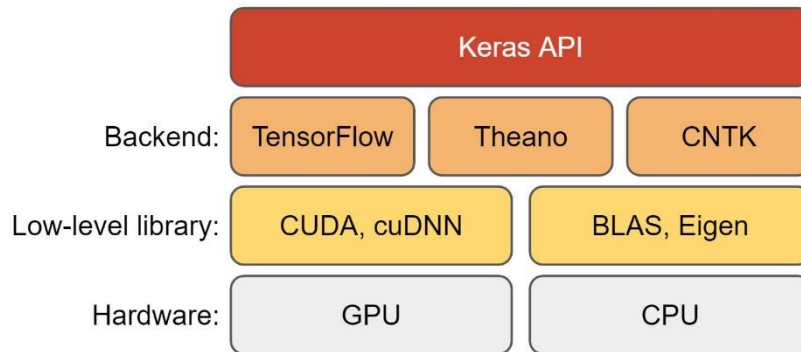 Keras API
Backend: TensorFlow Theano CNTK
Low-level library: CUDA, cuDNN BLAS, Eigen
Hardware: GPU CPU